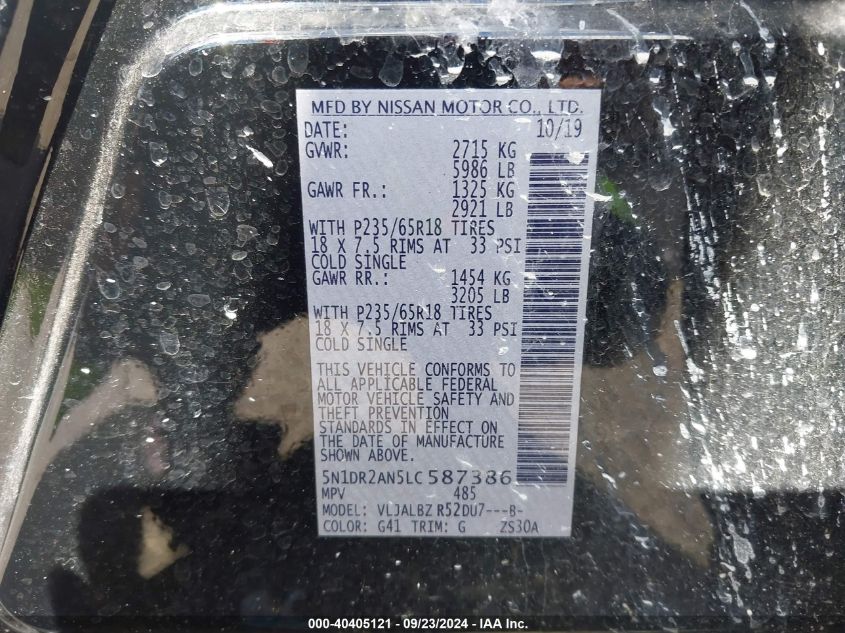 MFD BY NISSAN MOTOR CO., LTD.
DATE: 10/19
GVWR: 2715 KG
5986 LB
GAWR FR.: 1325 KG
2921 LB
WITH P235/65R18 TIRES
18 X 7.5 RIMS AT 33 PSI
COLD SINGLE
GAWR RR.: 1454 KG
3205 LB
WITH P235/65R18 TIRES
18 X 7.5 RIMS AT 33 PSI
COLD SINGLE
THIS VEHICLE CONFORMS TO
ALL APPLICABLE FEDERAL
MOTOR VEHICLE SAFETY AND
THEFT PREVENTION
STANDARDS IN EFFECT ON
THE DATE OF MANUFACTURE
SHOWN ABOVE.
5N1DR2AN5LC587386
MPV 485
MODEL: VLJALBZ R52DU7---B-
COLOR: G41 TRIM: G ZS30A
000-40405121 - 09/23/2024 - IAA Inc.